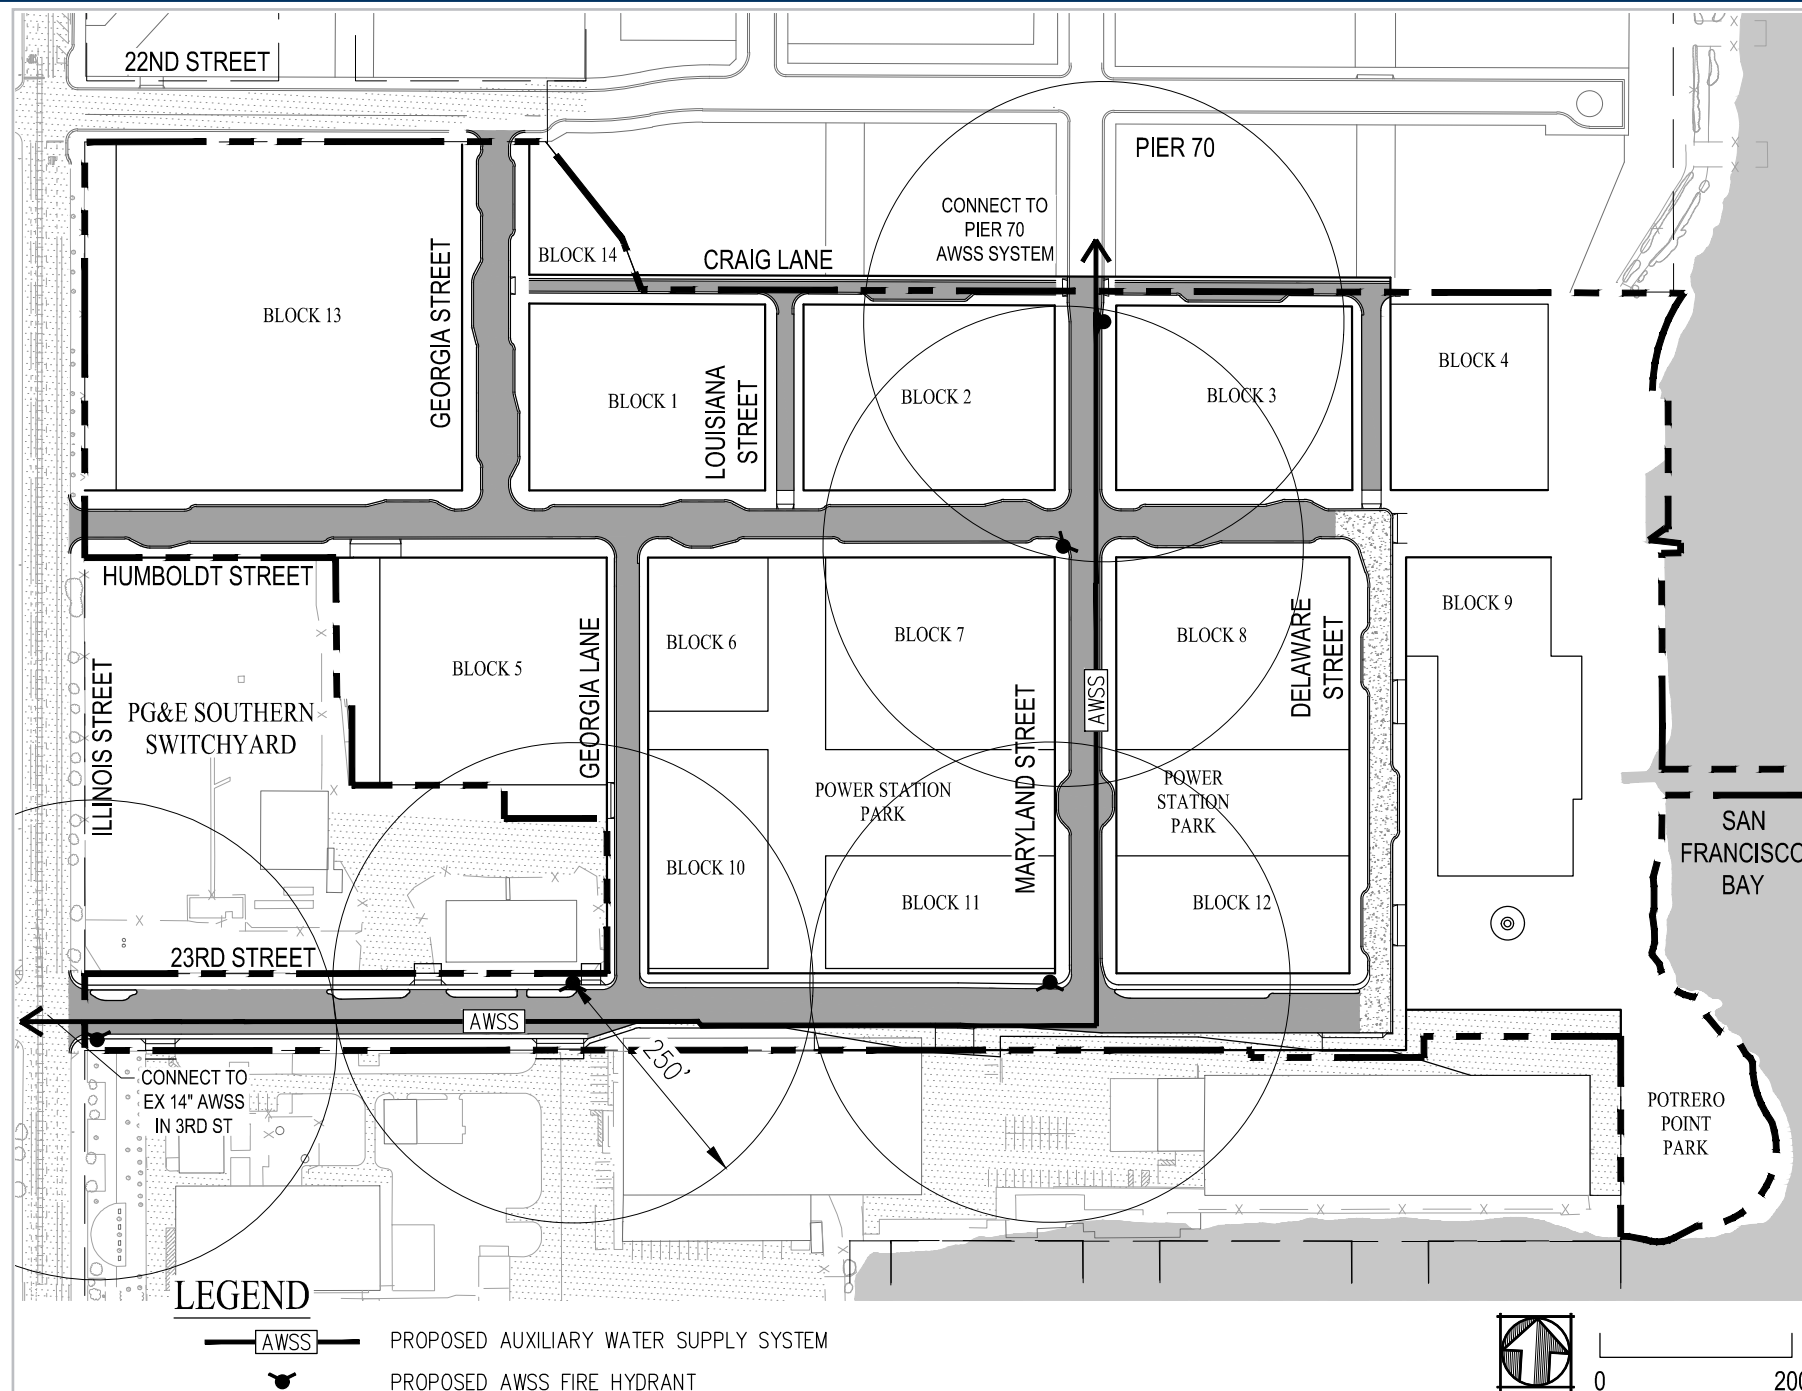 22ND STREET
PIER 70
CONNECT TO
PIER 70
AWSS SYSTEM
BLOCK 14
CRAIG LANE
BLOCK 13
GEORGIA STREET
BLOCK 1
LOUISIANA
STREET
BLOCK 2
BLOCK 3
BLOCK 4
HUMBOLDT STREET
BLOCK 5
GEORGIA LANE
BLOCK 6
BLOCK 7
BLOCK 8
DELAWARE
STREET
BLOCK 9
ILLINOIS STREET
PG&E SOUTHERN
SWITCHYARD
MARYLAND STREET
AWSS
POWER STATION
PARK
POWER
STATION
PARK
SAN
FRANCISCO
BAY
BLOCK 10
BLOCK 11
BLOCK 12
23RD STREET
AWSS
250'
CONNECT TO
EX 14" AWSS
IN 3RD ST
POTRERO
POINT
PARK
LEGEND
AWSS PROPOSED AUXILIARY WATER SUPPLY SYSTEM
PROPOSED AWSS FIRE HYDRANT
0 200